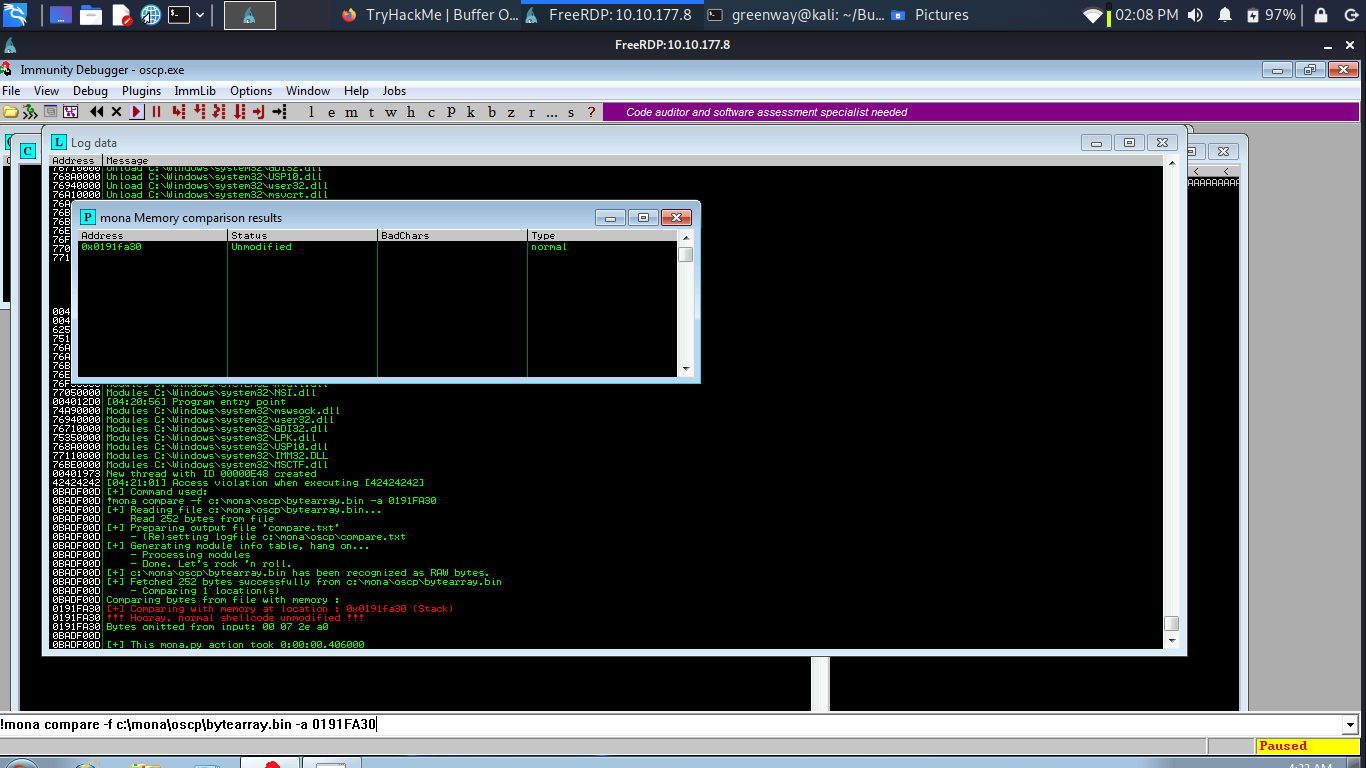 TryHackMe | Buffer O... FreeRDP: 10.10.177.8 greenway@kali: ~/Bu... Pictures 02:08 PM 97%
FreeRDP: 10.10.177.8
Immunity Debugger - oscp.exe
File View Debug Plugins ImmLib Options Window Help Jobs
l e m t w h c p k b z r ... s ? Code auditor and software assessment specialist needed
Log data
Address Message
76710000 Unload C:\Windows\system32\GDI32.dll
768A0000 Unload C:\Windows\system32\USP10.dll
76940000 Unload C:\Windows\system32\user32.dll
76A10000 Unload C:\Windows\system32\msvcrt.dll
mona Memory comparison results
Address Status BadChars Type
0x0191fa30 Unmodified normal
77050000 Modules C:\Windows\system32\NSI.dll
004012D0 [04:20:56] Program entry point
74A90000 Modules C:\Windows\system32\mswsock.dll
76940000 Modules C:\Windows\system32\user32.dll
76710000 Modules C:\Windows\system32\GDI32.dll
75350000 Modules C:\Windows\system32\LPK.dll
768A0000 Modules C:\Windows\system32\USP10.dll
77110000 Modules C:\Windows\system32\IMM32.DLL
76BE0000 Modules C:\Windows\system32\MSCTF.dll
00401973 New thread with ID 00000E48 created
42424242 [04:21:01] Access violation when executing [42424242]
0BADF00D [+] Command used:
0BADF00D !mona compare -f c:\mona\oscp\bytearray.bin -a 0191FA30
0BADF00D [+] Reading file c:\mona\oscp\bytearray.bin...
0BADF00D Read 252 bytes from file
0BADF00D [+] Preparing output file 'compare.txt'
0BADF00D - (Re)setting logfile c:\mona\oscp\compare.txt
0BADF00D [+] Generating module info table, hang on...
0BADF00D - Processing modules
0BADF00D - Done. Let's rock 'n roll.
0BADF00D [+] c:\mona\oscp\bytearray.bin has been recognized as RAW bytes.
0BADF00D [+] Fetched 252 bytes successfully from c:\mona\oscp\bytearray.bin
0BADF00D - Comparing 1 location(s)
0BADF00D Comparing bytes from file with memory :
0191FA30 [+] Comparing with memory at location : 0x0191fa30 (Stack)
0191FA30 !!! Hooray, normal shellcode unmodified !!!
0191FA30 Bytes omitted from input: 00 07 2e a0
0BADF00D
0BADF00D [+] This mona.py action took 0:00:00.406000
!mona compare -f c:\mona\oscp\bytearray.bin -a 0191FA30
Paused